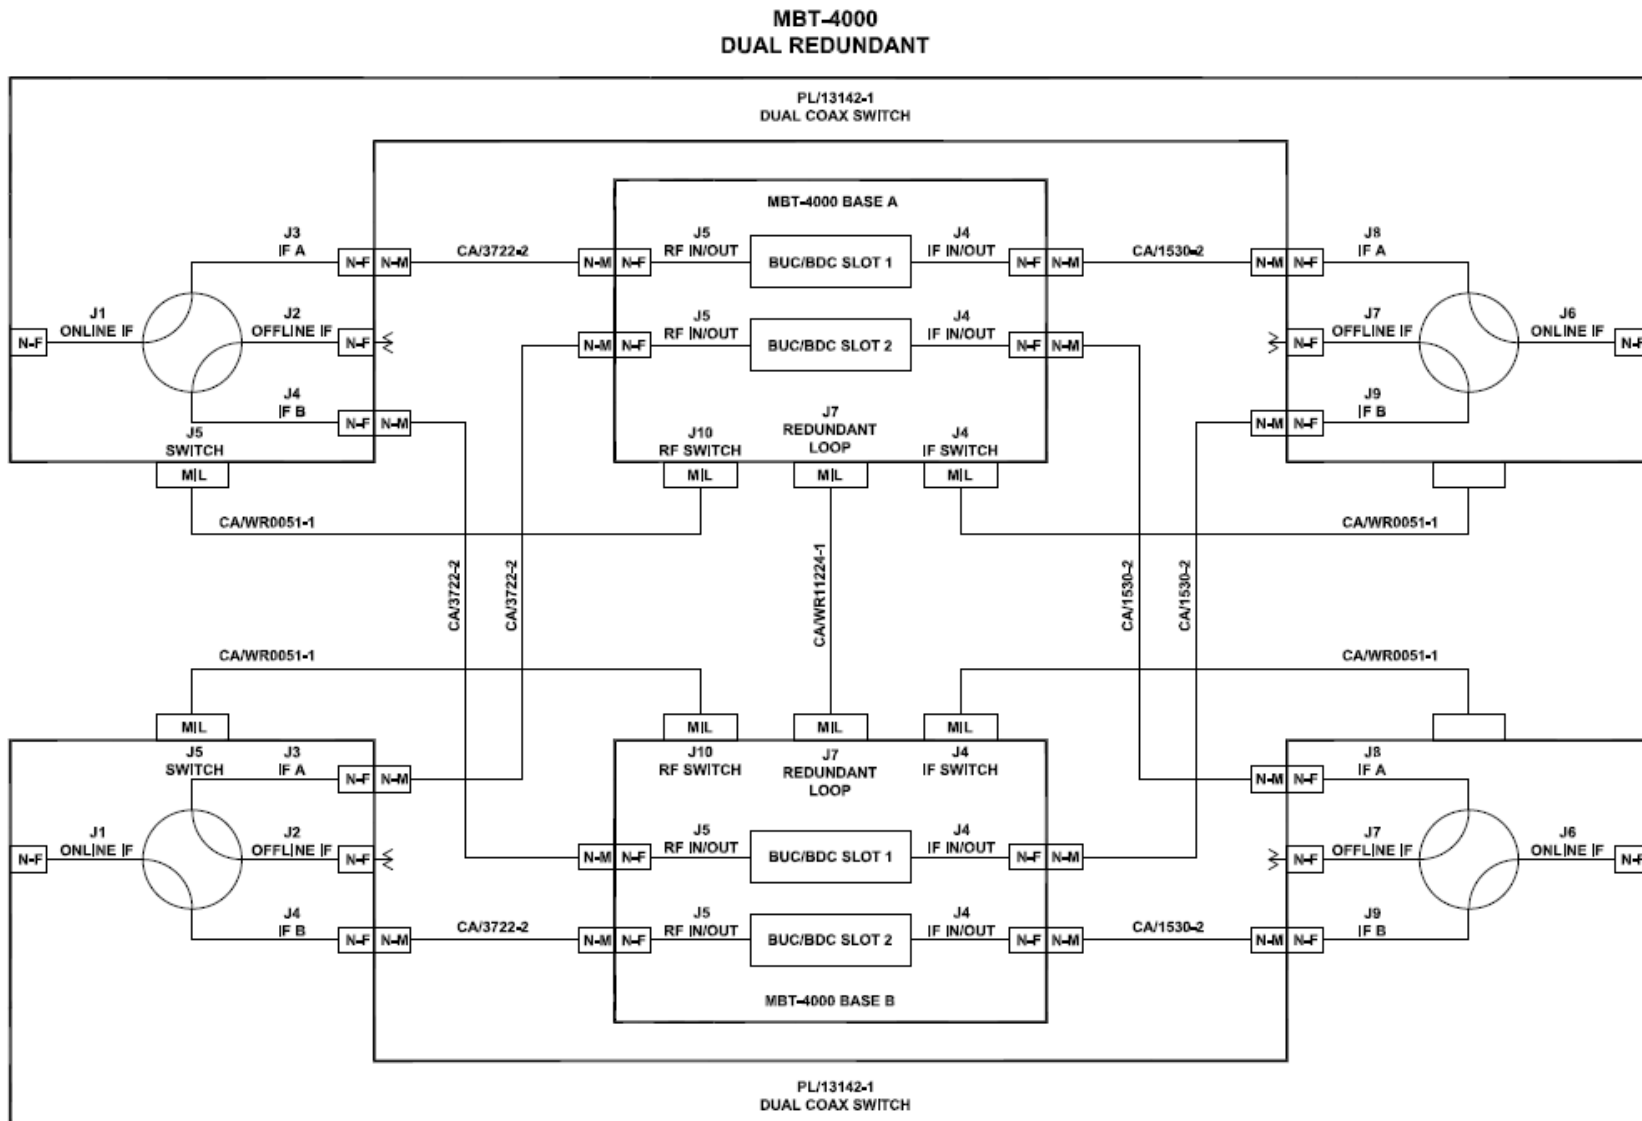 MBT-4000
DUAL REDUNDANT
PL/13142-1
DUAL COAX SWITCH
MBT-4000 BASE A
J3
IF A
N-F
N-M
CA/3722-2
N-M
N-F
J5
RF IN/OUT
BUC/BDC SLOT 1
J4
IF IN/OUT
N-F
N-M
CA/1530-2
N-M
N-F
J8
IF A
N-F
J1
ONLINE IF
J2
OFFLINE IF
N-F
N-M
N-F
J5
RF IN/OUT
BUC/BDC SLOT 2
J4
IF IN/OUT
N-F
N-M
N-F
J7
OFFLINE IF
J6
ONLINE IF
N-F
J4
IF B
N-F
N-M
N-M
N-F
J9
IF B
J5
SWITCH
MIL
J10
RF SWITCH
MIL
J7
REDUNDANT
LOOP
MIL
J4
IF SWITCH
MIL
CA/WR0051-1
CA/WR0051-1
CA/3722-2
CA/3722-2
CA/WR11224-1
CA/1530-2
CA/1530-2
CA/WR0051-1
CA/WR0051-1
MIL
J5
SWITCH
MIL
J10
RF SWITCH
MIL
J7
REDUNDANT
LOOP
MIL
J4
IF SWITCH
J3
IF A
N-F
N-M
N-M
N-F
J8
IF A
N-F
J1
ONLINE IF
J2
OFFLINE IF
N-F
N-M
N-F
J5
RF IN/OUT
BUC/BDC SLOT 1
J4
IF IN/OUT
N-F
N-M
N-F
J7
OFFLINE IF
J6
ONLINE IF
N-F
J4
IF B
N-F
N-M
CA/3722-2
N-M
N-F
J5
RF IN/OUT
BUC/BDC SLOT 2
J4
IF IN/OUT
N-F
N-M
CA/1530-2
N-M
N-F
J9
IF B
MBT-4000 BASE B
PL/13142-1
DUAL COAX SWITCH